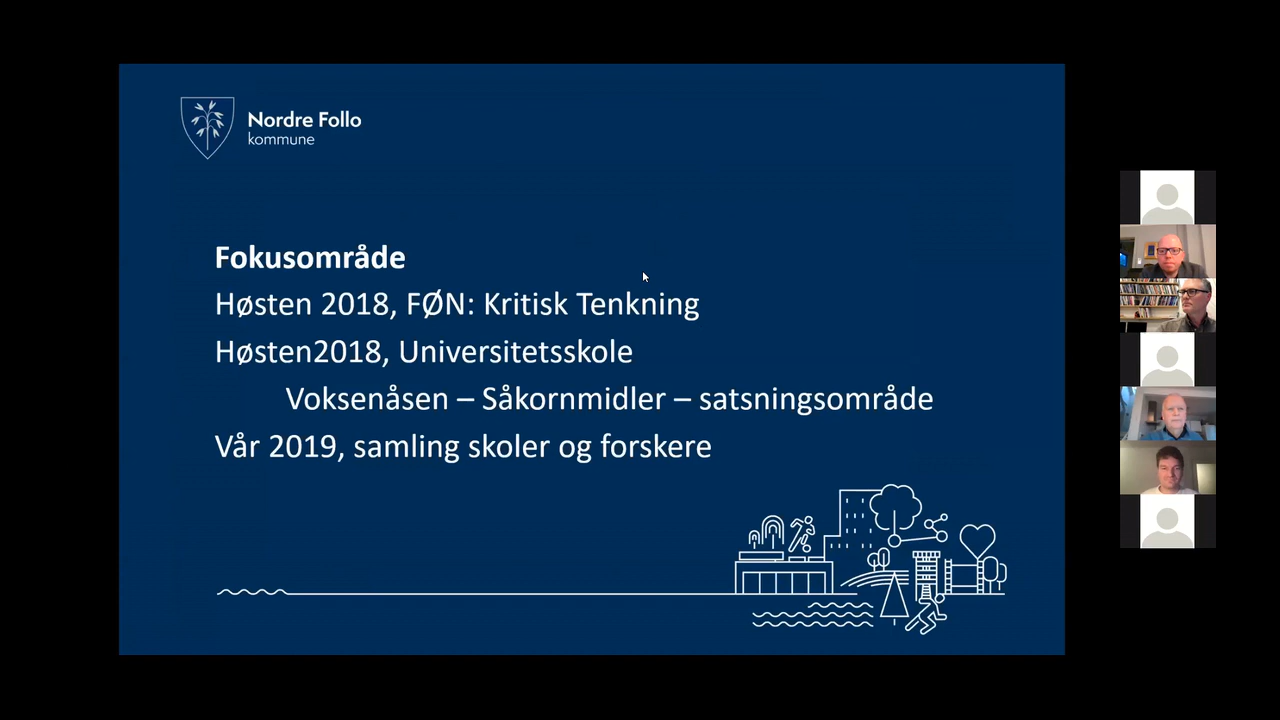 Nordre Follo
kommune
Fokusområde
Høsten 2018, FØN: Kritisk Tenkning
Høsten2018, Universitetsskole
Voksenåsen – Såkornmidler – satsningsområde
Vår 2019, samling skoler og forskere